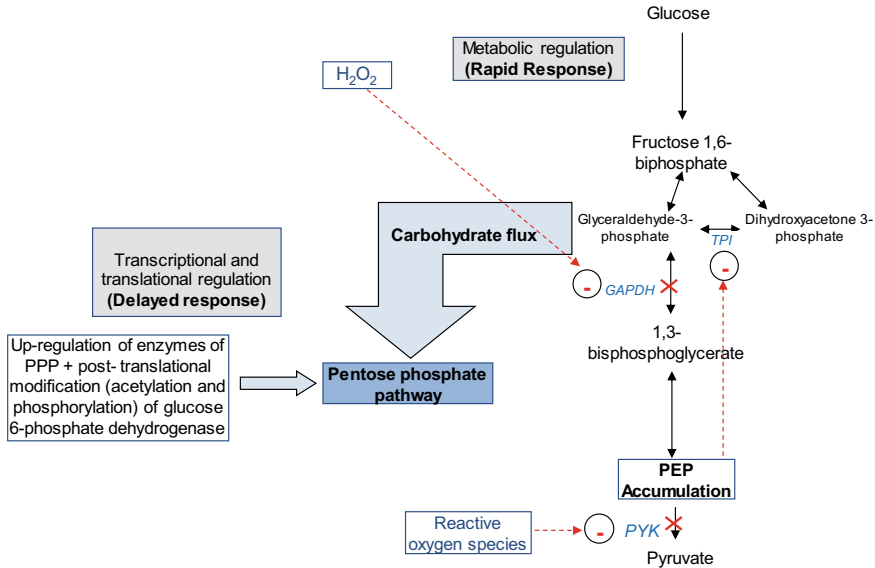 Glucose
Metabolic regulation
(Rapid Response)
H₂O₂
Fructose 1,6-
biphosphate
Glyceraldehyde-3-
phosphate
Dihydroxyacetone 3-
phosphate
TPI
-
Carbohydrate flux
Transcriptional and
translational regulation
(Delayed response)
-
GAPDH
1,3-
bisphosphoglycerate
Up-regulation of enzymes of
PPP + post- translational
modification (acetylation and
phosphorylation) of glucose
6-phosphate dehydrogenase
Pentose phosphate
pathway
PEP
Accumulation
Reactive
oxygen species
-
PYK
Pyruvate